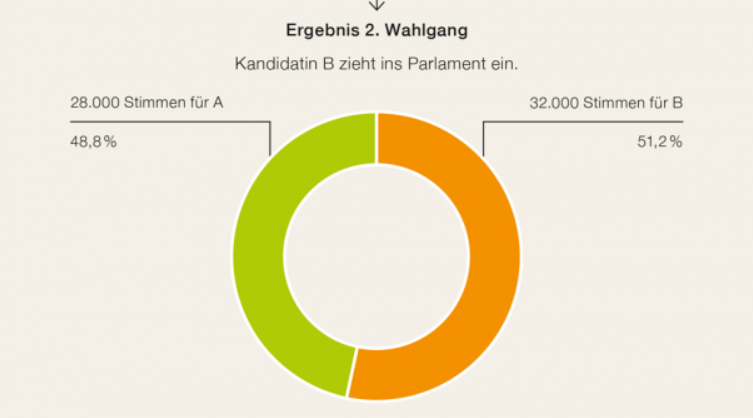 Ergebnis 2. Wahlgang
Kandidatin B zieht ins Parlament ein.
28.000 Stimmen für A
48,8 %
32.000 Stimmen für B
51,2 %